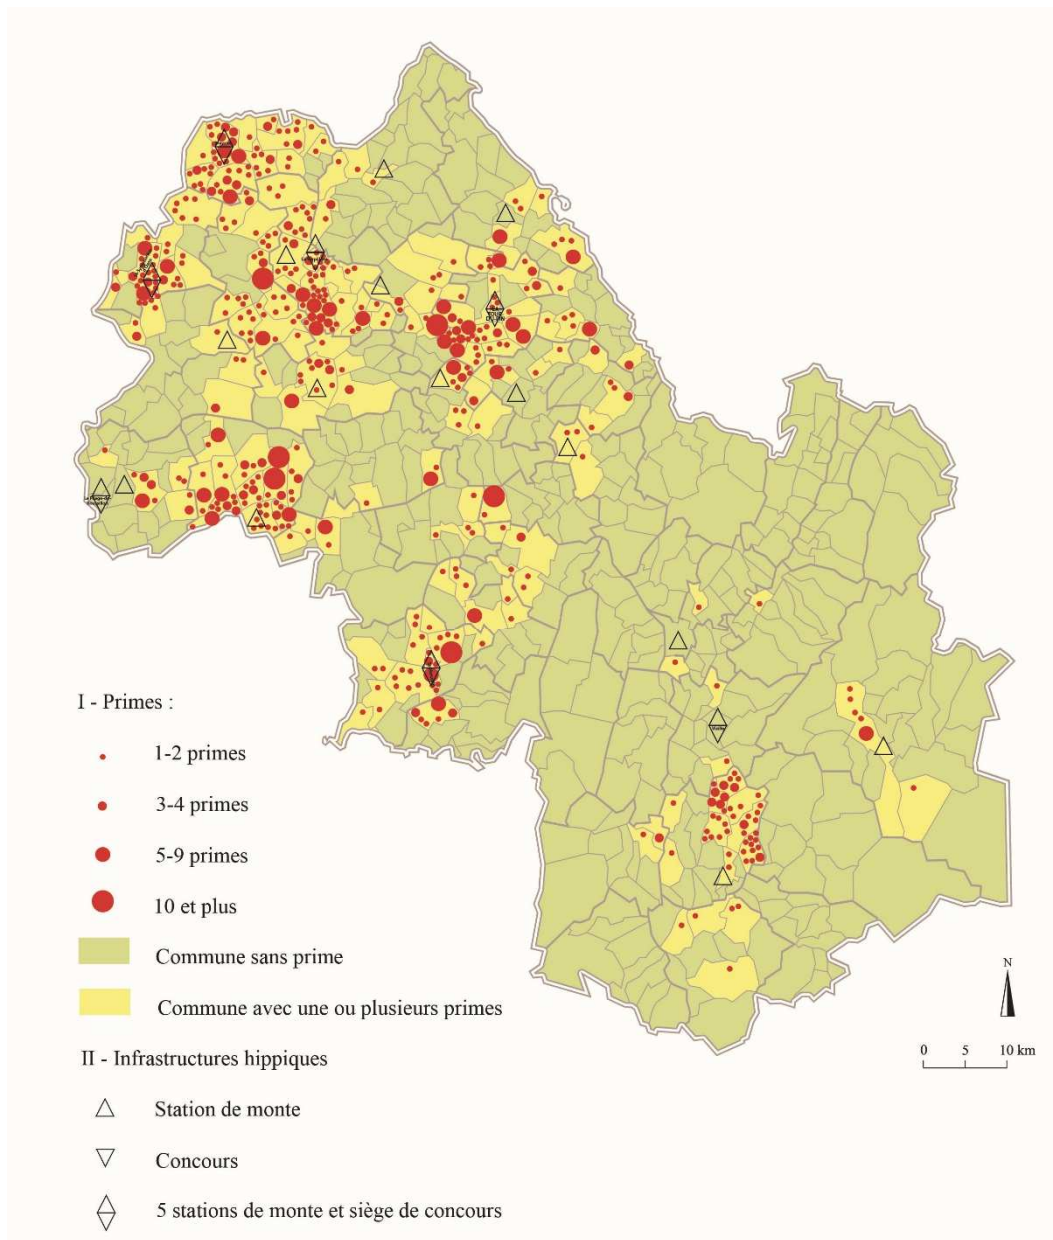 I - Primes :
1-2 primes
3-4 primes
5-9 primes
10 et plus
Commune sans prime
Commune avec une ou plusieurs primes
II - Infrastructures hippiques
Station de monte
Concours
5 stations de monte et siège de concours
N
0 5 10 km